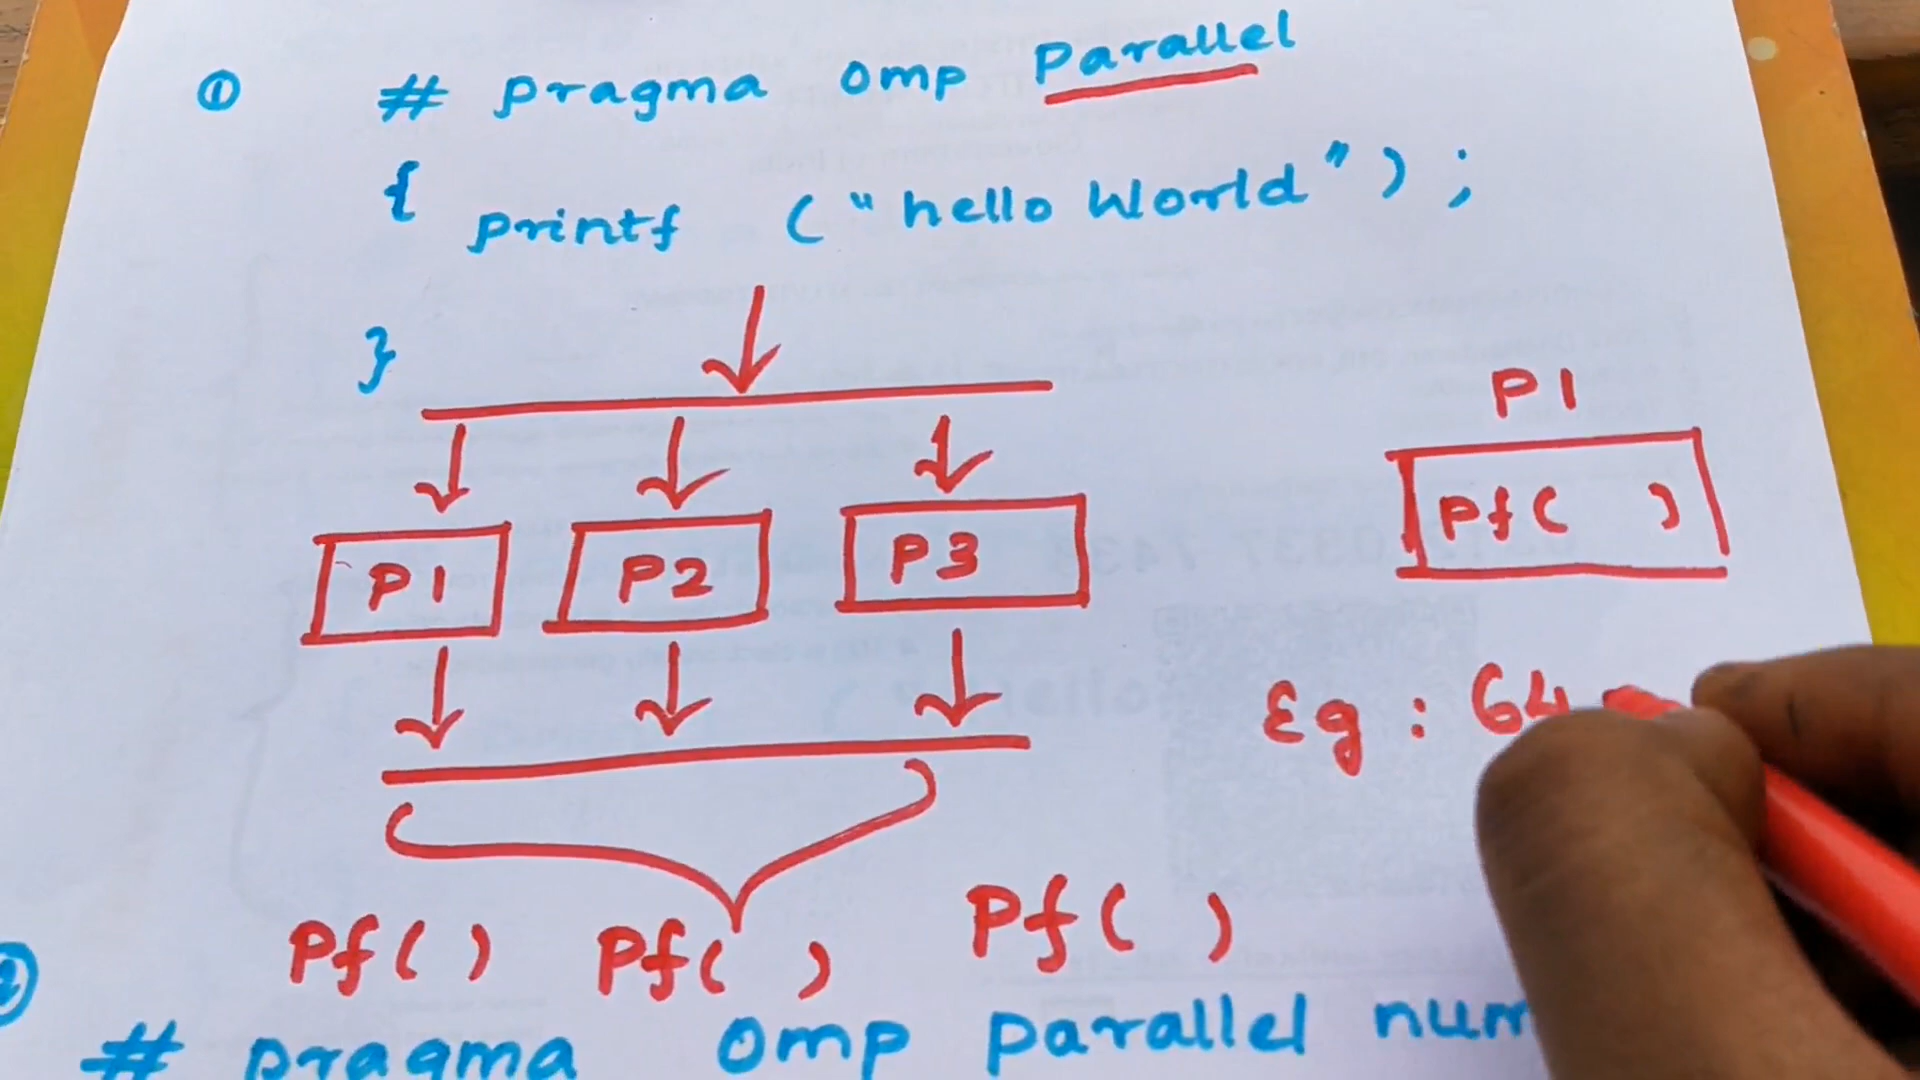 ① # pragma omp Parallel
{ printf ("hello World");
}
P1
Pf( )
P1 P2 P3
Eg : 64
Pf( ) Pf( ) Pf( )
②
# pragma omp parallel num